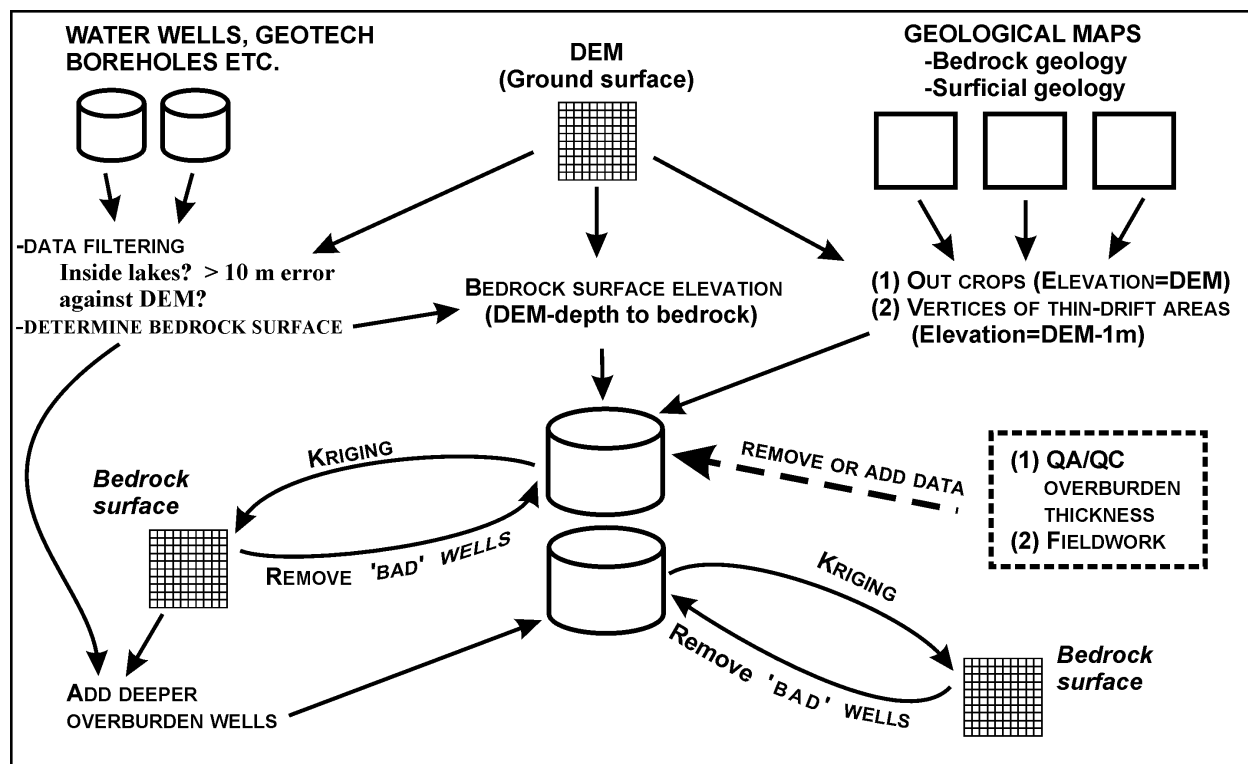 WATER WELLS, GEOTECH
BOREHOLES ETC.
DEM
(Ground surface)
GEOLOGICAL MAPS
-Bedrock geology
-Surficial geology
-DATA FILTERING
Inside lakes? > 10 m error
against DEM?
-DETERMINE BEDROCK SURFACE
BEDROCK SURFACE ELEVATION
(DEM-depth to bedrock)
(1) OUT CROPS (ELEVATION=DEM)
(2) VERTICES OF THIN-DRIFT AREAS
(Elevation=DEM-1m)
KRIGING
Bedrock
surface
REMOVE 'BAD' WELLS
REMOVE OR ADD DATA
(1) QA/QC
OVERBURDEN
THICKNESS
(2) FIELDWORK
ADD DEEPER
OVERBURDEN WELLS
KRIGING
Remove 'BAD' WELLS
Bedrock
surface